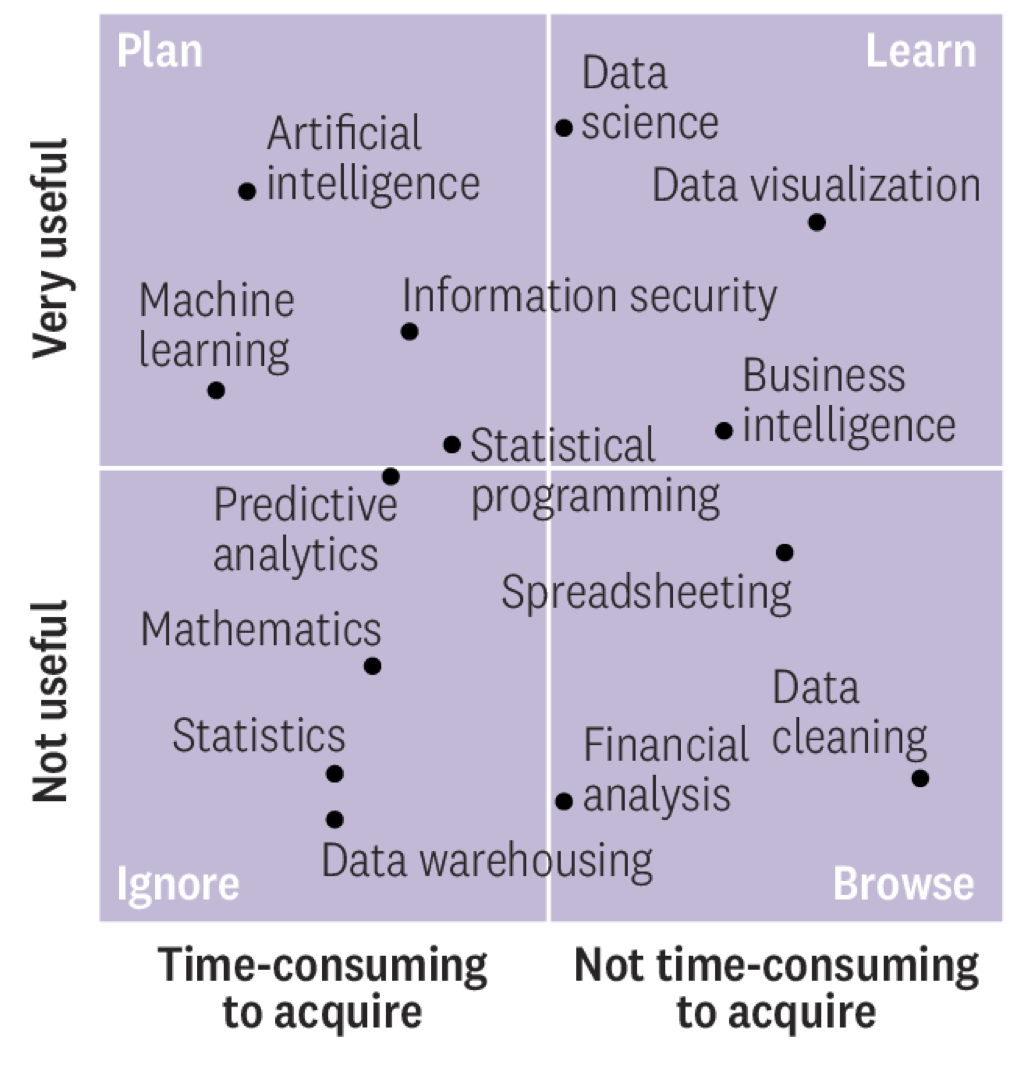 Plan
Learn
Data
science
Artificial
intelligence
Data visualization
Very useful
Machine
learning
Information security
Business
intelligence
Statistical
programming
Predictive
analytics
Spreadsheeting
Mathematics
Not useful
Data
cleaning
Statistics
Financial
analysis
Data warehousing
Ignore
Browse
Time-consuming
to acquire
Not time-consuming
to acquire